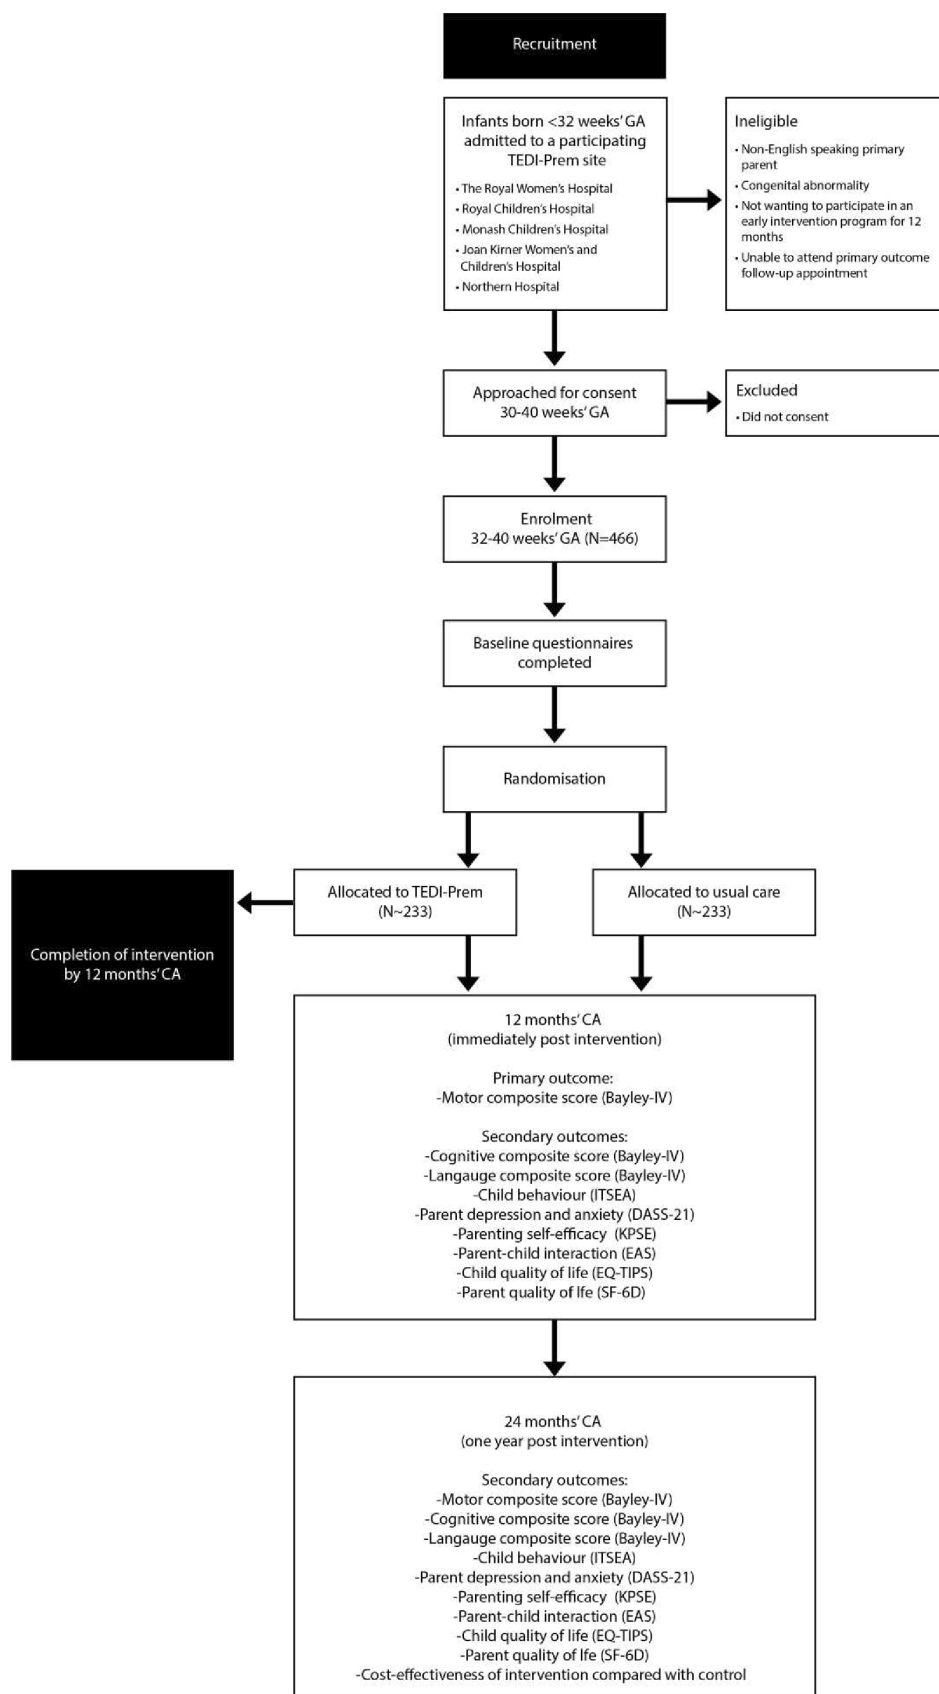 Recruitment
Infants born <32 weeks' GA
admitted to a participating
TEDI-Prem site
• The Royal Women's Hospital
• Royal Children's Hospital
• Monash Children's Hospital
• Joan Kirner Women's and
Children's Hospital
• Northern Hospital
Ineligible
• Non-English speaking primary
parent
• Congenital abnormality
• Not wanting to participate in an
early intervention program for 12
months
• Unable to attend primary outcome
follow-up appointment
Approached for consent
30-40 weeks' GA
Excluded
• Did not consent
Enrolment
32-40 weeks' GA (N=466)
Baseline questionnaires
completed
Randomisation
Allocated to TEDI-Prem
(N~233)
Allocated to usual care
(N~233)
Completion of intervention
by 12 months' CA
12 months' CA
(immediately post intervention)
Primary outcome:
-Motor composite score (Bayley-IV)
Secondary outcomes:
-Cognitive composite score (Bayley-IV)
-Langauge composite score (Bayley-IV)
-Child behaviour (ITSEA)
-Parent depression and anxiety (DASS-21)
-Parenting self-efficacy (KPSE)
-Parent-child interaction (EAS)
-Child quality of life (EQ-TIPS)
-Parent quality of lfe (SF-6D)
24 months' CA
(one year post intervention)
Secondary outcomes:
-Motor composite score (Bayley-IV)
-Cognitive composite score (Bayley-IV)
-Langauge composite score (Bayley-IV)
-Child behaviour (ITSEA)
-Parent depression and anxiety (DASS-21)
-Parenting self-efficacy (KPSE)
-Parent-child interaction (EAS)
-Child quality of life (EQ-TIPS)
-Parent quality of lfe (SF-6D)
-Cost-effectiveness of intervention compared with control